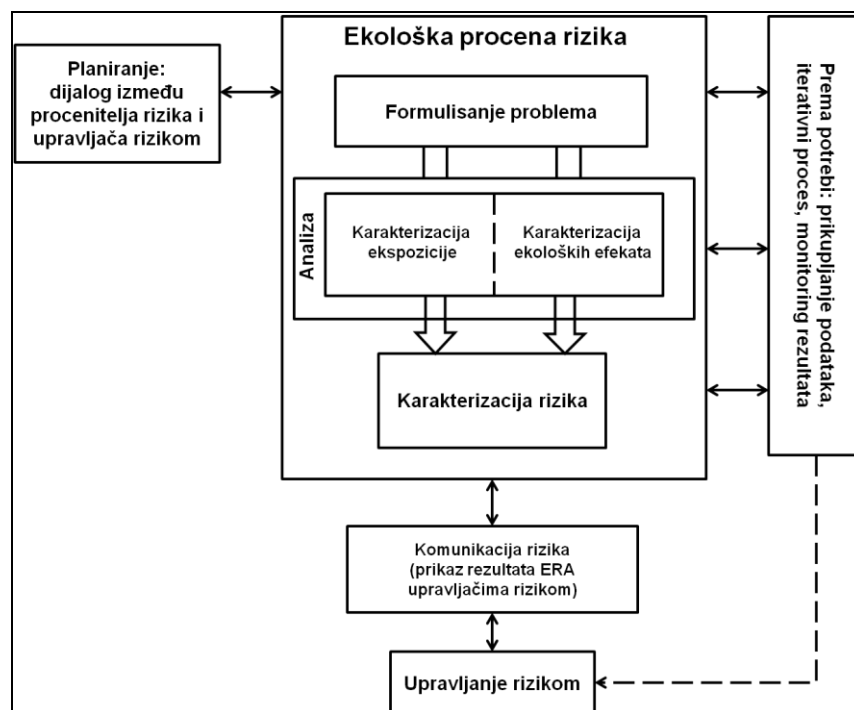 Ekološka procena rizika
Planiranje:
dijalog između
procenitelja rizika i
upravljača rizikom
Formulisanje problema
Analiza
Karakterizacija
ekspozicije
Karakterizacija
ekoloških efekata
Karakterizacija rizika
Prema potrebi: prikupljanje podataka,
iterativni proces, monitoring rezultata
Komunikacija rizika
(prikaz rezultata ERA
upravljačima rizikom)
Upravljanje rizikom